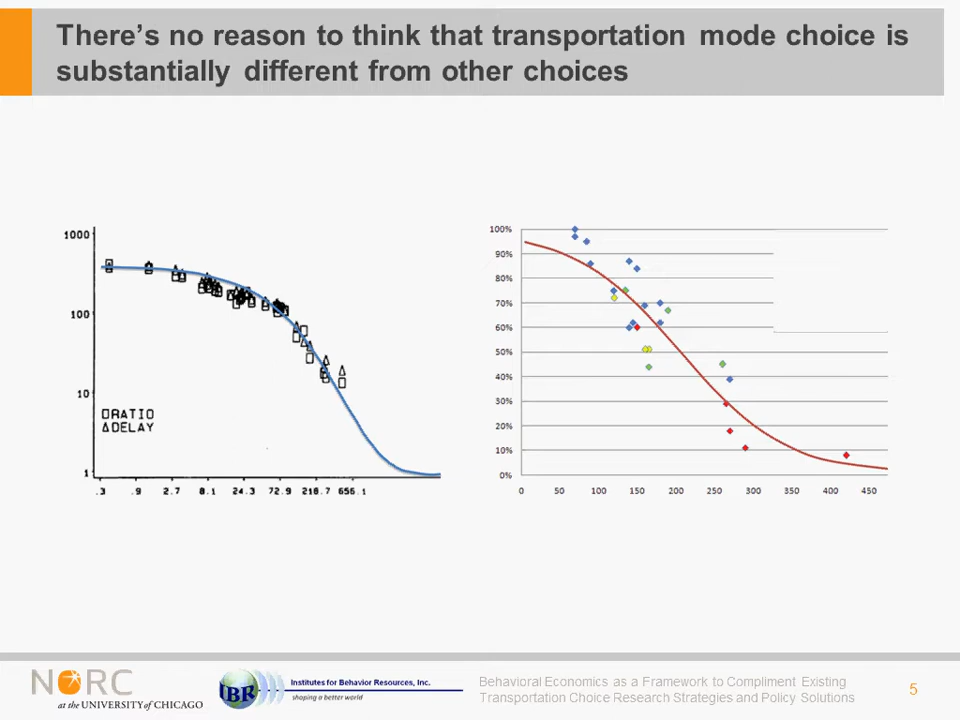 There’s no reason to think that transportation mode choice is
substantially different from other choices
1000
100
10
1
□RATIO
△DELAY
.3 .9 2.7 8.1 24.3 72.9 218.7 656.1
100%
90%
80%
70%
60%
50%
40%
30%
20%
10%
0%
0 50 100 150 200 250 300 350 400 450
NORC
at the UNIVERSITY of CHICAGO
IBR
Institutes for Behavior Resources, Inc.
shaping a better world
Behavioral Economics as a Framework to Compliment Existing
Transportation Choice Research Strategies and Policy Solutions
5